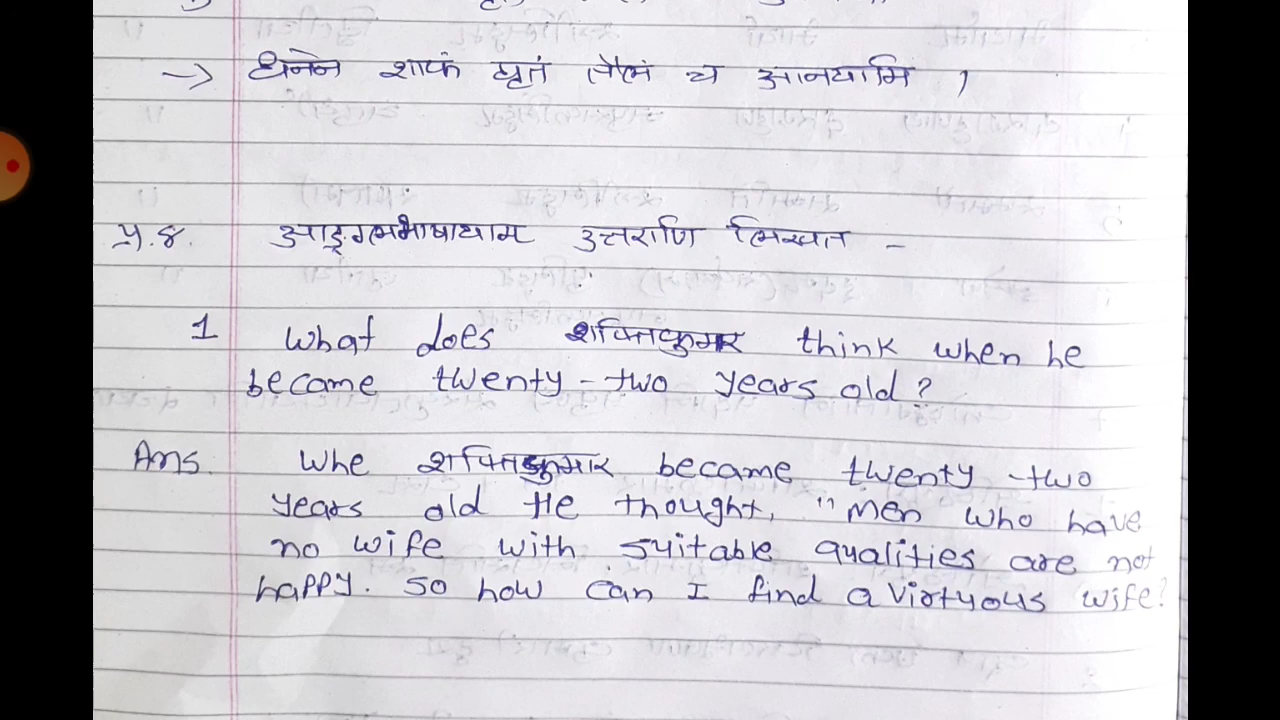 → धनेन शाकं घृतं तैलं च आनयामि ।
प्र.४. आङ्ग्लभाषायाम उत्तराणि लिखत -
1 What does शक्तिकुमार think when he
became twenty-two years old?
Ans. Whe शक्तिकुमार became twenty-two
years old He thought, "Men who have
no wife with suitable qualities are not
happy. So how can I find a virtuous wife?